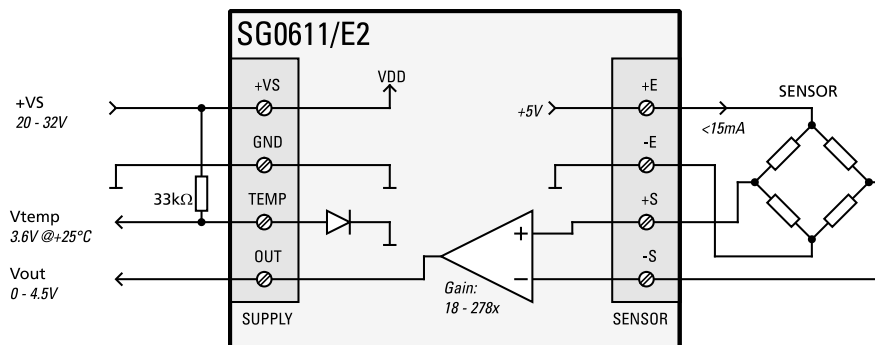 SG0611/E2
+VS
20 - 32V
+VS
VDD
+5V
+E
<15mA
SENSOR
GND
-E
33kΩ
TEMP
+S
Vtemp
3.6V @+25°C
+
OUT
-S
Vout
0 - 4.5V
−
Gain:
18 - 278x
SUPPLY
SENSOR